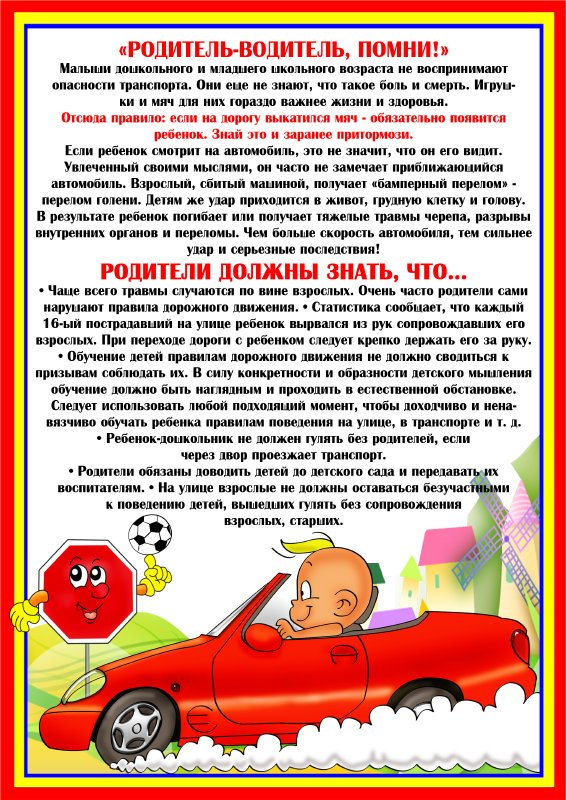 «РОДИТЕЛЬ-ВОДИТЕЛЬ, ПОМНИ!»
Малыши дошкольного и младшего школьного возраста не воспринимают
опасности транспорта. Они еще не знают, что такое боль и смерть. Игруш-
ки и мяч для них гораздо важнее жизни и здоровья.
Отсюда правило: если на дорогу выкатился мяч - обязательно появится
ребенок. Знай это и заранее притормози.
Если ребенок смотрит на автомобиль, это не значит, что он его видит.
Увлеченный своими мыслями, он часто не замечает приближающийся
автомобиль. Взрослый, сбитый машиной, получает «бамперный перелом» -
перелом голени. Детям же удар приходится в живот, грудную клетку и голову.
В результате ребенок погибает или получает тяжелые травмы черепа, разрывы
внутренних органов и переломы. Чем больше скорость автомобиля, тем сильнее
удар и серьезные последствия!
РОДИТЕЛИ ДОЛЖНЫ ЗНАТЬ, ЧТО...
• Чаще всего травмы случаются по вине взрослых. Очень часто родители сами
нарушают правила дорожного движения. • Статистика сообщает, что каждый
16-ый пострадавший на улице ребенок вырвался из рук сопровождавших его
взрослых. При переходе дороги с ребенком следует крепко держать его за руку.
• Обучение детей правилам дорожного движения не должно сводиться к
призывам соблюдать их. В силу конкретности и образности детского мышления
обучение должно быть наглядным и проходить в естественной обстановке.
Следует использовать любой подходящий момент, чтобы доходчиво и нена-
вязчиво обучать ребенка правилам поведения на улице, в транспорте и т. д.
• Ребенок-дошкольник не должен гулять без родителей, если
через двор проезжает транспорт.
• Родители обязаны доводить детей до детского сада и передавать их
воспитателям. • На улице взрослые не должны оставаться безучастными
к поведению детей, вышедших гулять без сопровождения
взрослых, старших.